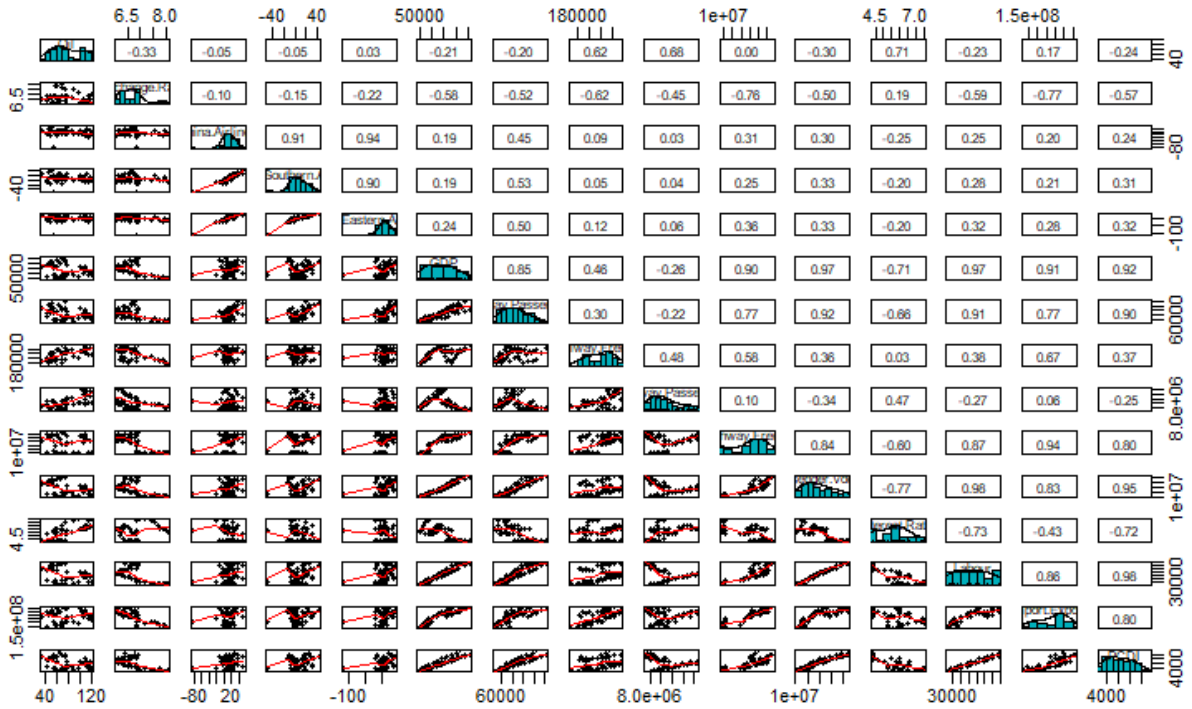 6.5 8.0 -40 40 50000 180000 1e+07 4.5 7.0 1.5e+08
Oil -0.33 -0.05 -0.05 0.03 -0.21 -0.20 0.62 0.68 0.00 -0.30 0.71 -0.23 0.17 -0.24 40
6.5 -0.10 -0.15 -0.22 -0.58 -0.52 -0.62 -0.45 -0.76 -0.50 0.19 -0.59 -0.77 -0.57
0.91 0.94 0.19 0.45 0.09 0.03 0.31 0.30 -0.25 0.25 0.20 0.24 -80
-40 Southern.A 0.90 0.19 0.53 0.05 0.04 0.25 0.33 -0.20 0.28 0.21 0.31
Eastern.A 0.24 0.50 0.12 0.06 0.36 0.33 -0.20 0.32 0.28 0.32 -100
50000 GDP 0.85 0.46 -0.26 0.90 0.97 -0.71 0.97 0.91 0.92
ay.Passe 0.30 -0.22 0.77 0.92 -0.66 0.91 0.77 0.90 60000
180000 0.48 0.58 0.36 0.03 0.38 0.67 0.37
ay.Passe 0.10 -0.34 0.47 -0.27 0.06 -0.25 8.0e+06
1e+07 0.84 -0.60 0.87 0.94 0.80
-0.77 0.98 0.83 0.95 1e+07
4.5 -0.73 -0.43 -0.72
Labour 0.86 0.98 30000
1.5e+08 0.80
PCDI 4000
40 120 -80 20 -100 60000 8.0e+06 1e+07 30000 4000